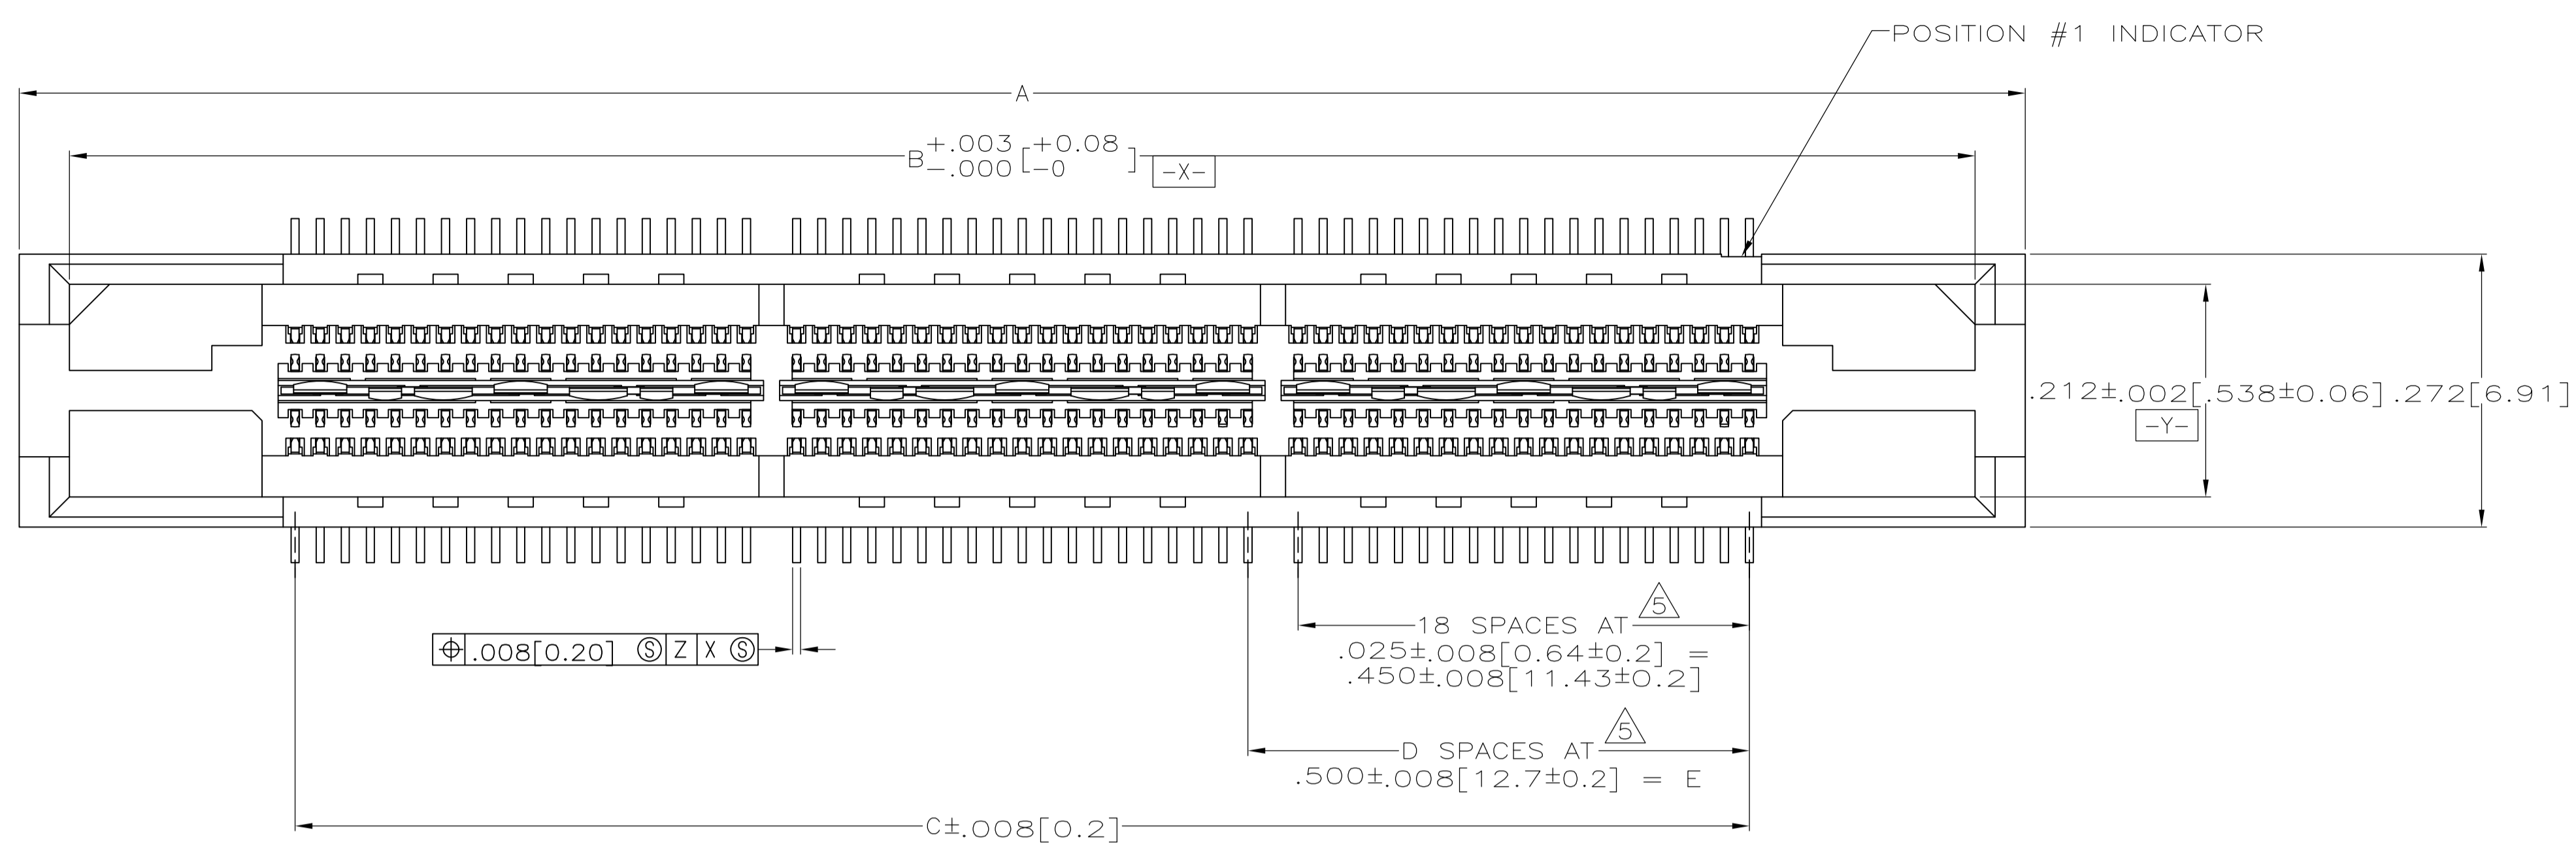 POSITION #1 INDICATOR
A
B +.003 [+0.08
-.000 [-0 ]
-X-
.212±.002[.538±0.06]
.272[6.91]
-Y-
5
18 SPACES AT
⌖ .008[0.20] Ⓢ Z X Ⓢ
.025±.008[0.64±0.2] =
.450±.008[11.43±0.2]
5
D SPACES AT
.500±.008[12.7±0.2] = E
C±.008[0.2]